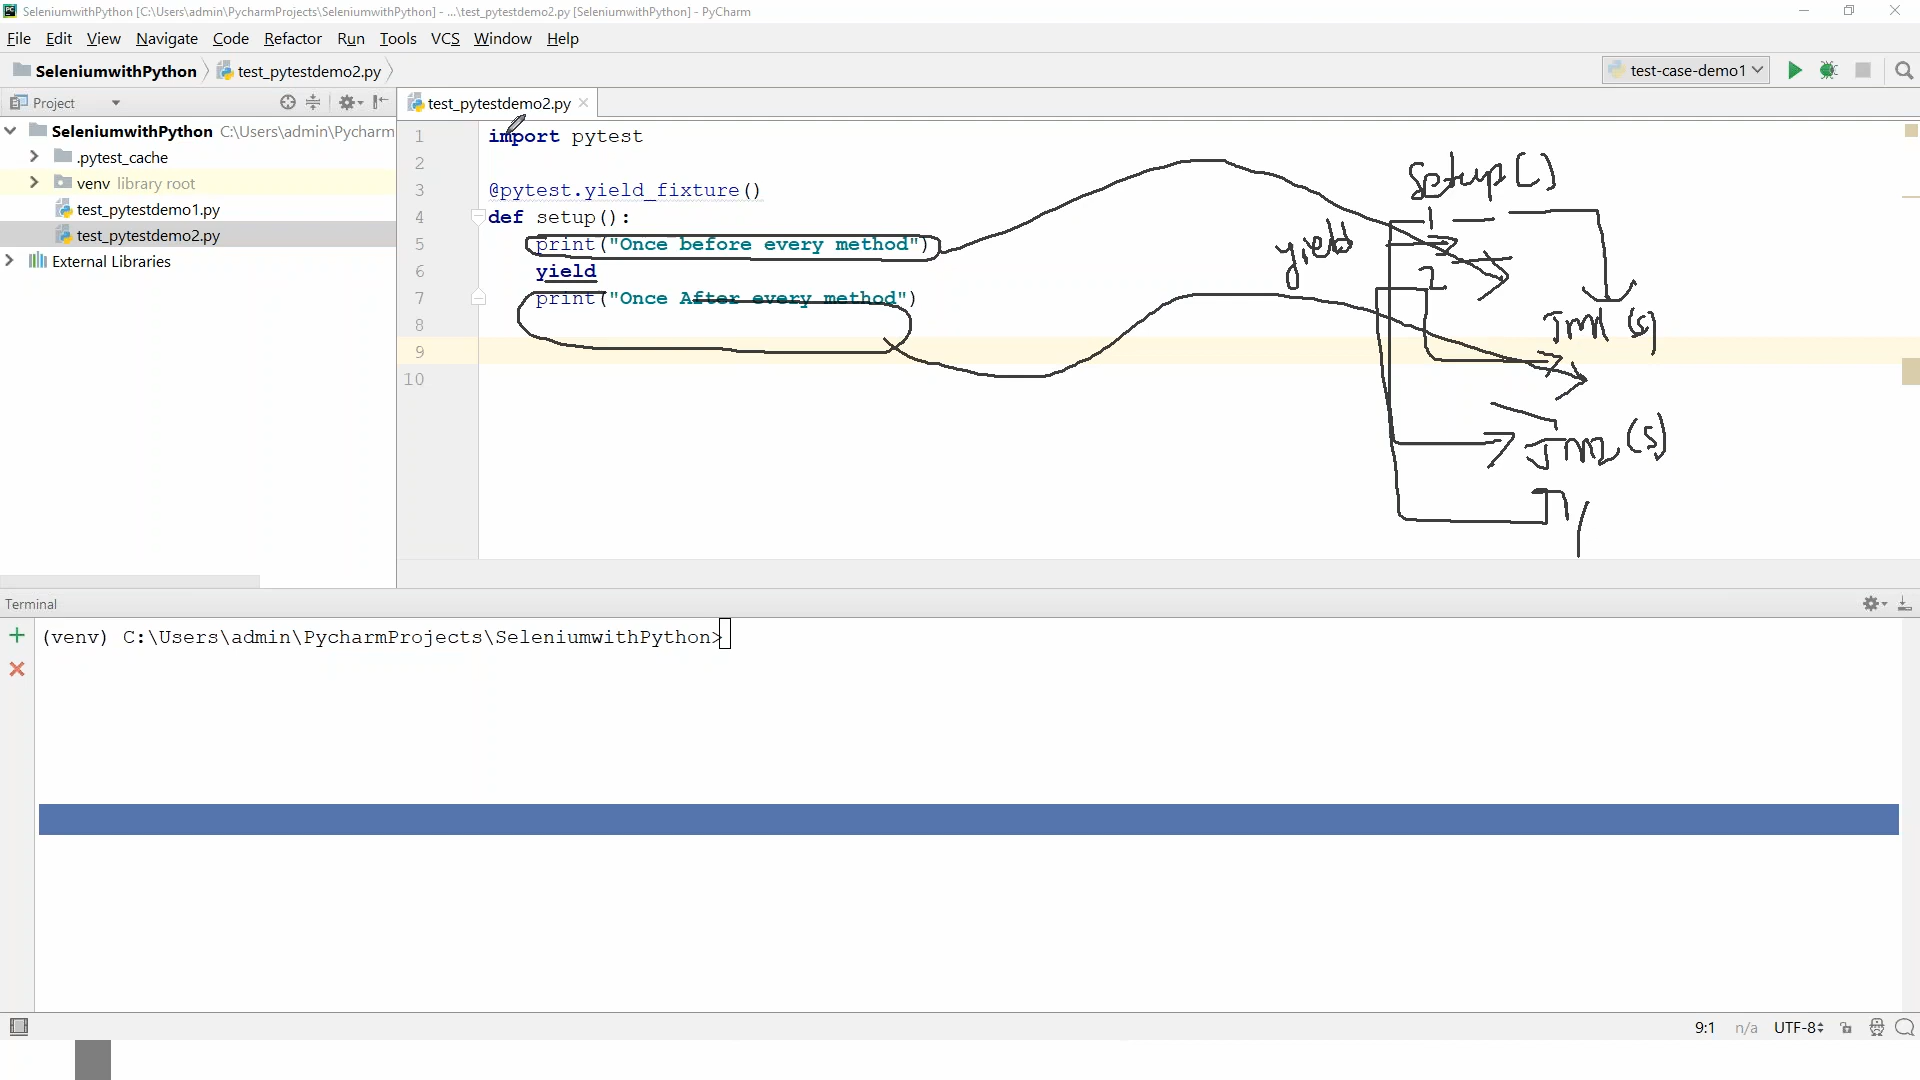 SeleniumwithPython [C:\Users\admin\PycharmProjects\SeleniumwithPython] - ...\test_pytestdemo2.py [SeleniumwithPython] - PyCharm
File Edit View Navigate Code Refactor Run Tools VCS Window Help
SeleniumwithPython test_pytestdemo2.py test-case-demo1
Project test_pytestdemo2.py
SeleniumwithPython C:\Users\admin\Pycharm
.pytest_cache
venv library root
test_pytestdemo1.py
test_pytestdemo2.py
External Libraries
1 import pytest
2
3 @pytest.yield_fixture()
4 def setup():
5 print("Once before every method")
6 yield
7 print("Once After every method")
8
9
10
Setup()
1
yield
2
(s)
(s)
Terminal
(venv) C:\Users\admin\PycharmProjects\SeleniumwithPython>
9:1 n/a UTF-8